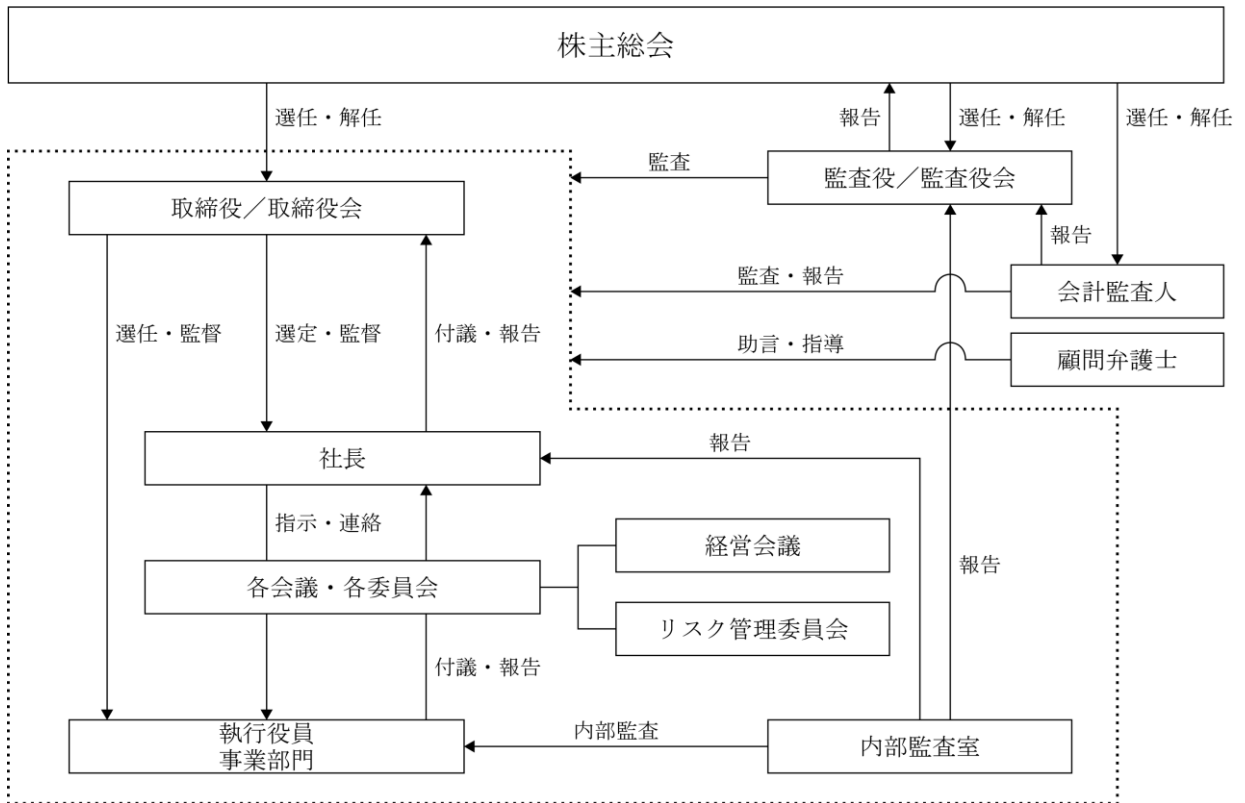 株主総会
選任・解任
報告
選任・解任
選任・解任
監査
監査役／監査役会
取締役／取締役会
報告
監査・報告
会計監査人
選任・監督
選定・監督
付議・報告
助言・指導
顧問弁護士
社長
報告
指示・連絡
経営会議
各会議・各委員会
報告
リスク管理委員会
付議・報告
執行役員
事業部門
内部監査
内部監査室